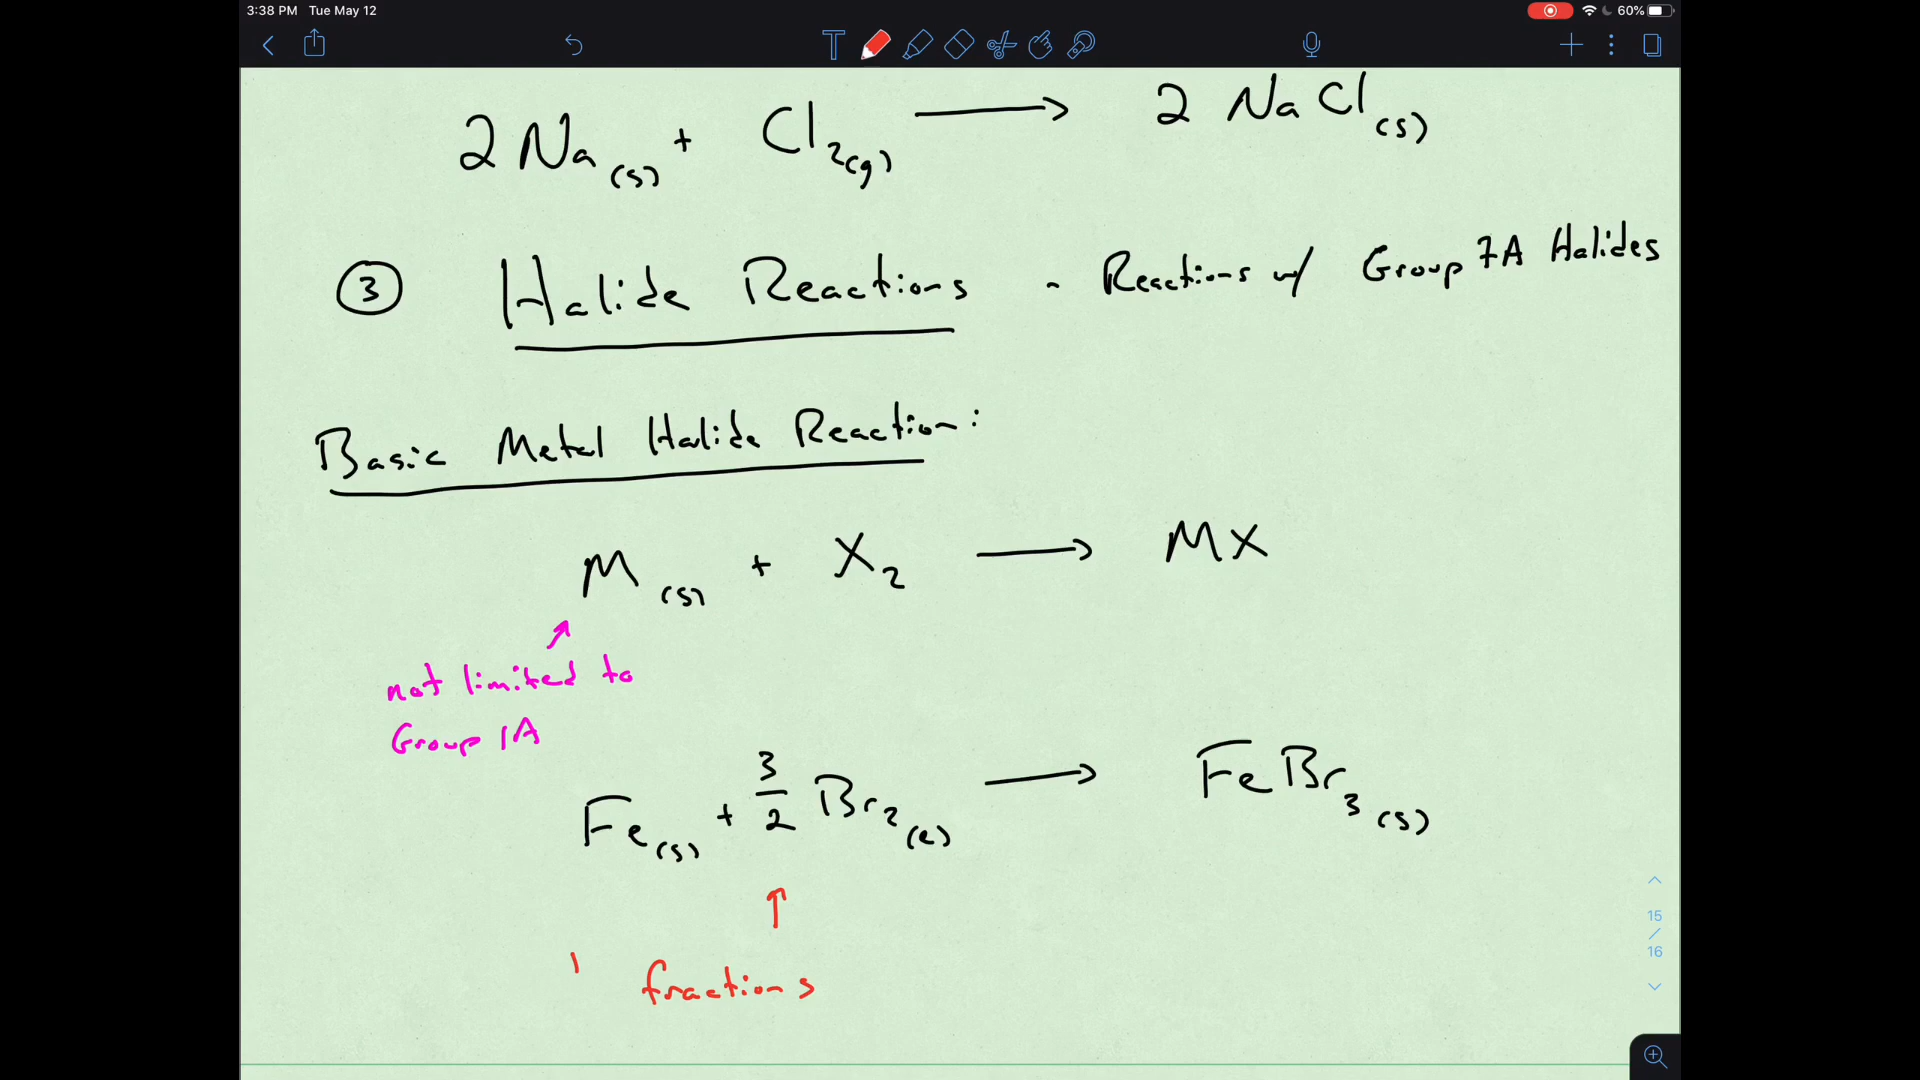 3:38 PM Tue May 12
60%
2 Na(s) + Cl2(g) → 2 NaCl(s)
③ Halide Reactions - Reactions w/ Group 7A Halides
Basic Metal Halide Reaction:
M(s) + X2 → MX
not limited to
Group 1A
Fe(s) + 3/2 Br2(ℓ) → FeBr3(s)
↑
fractions
15
/
16